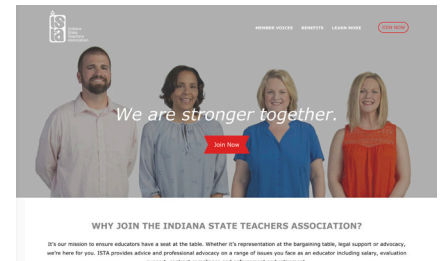 ista
Indiana
State
Teachers
Association
MEMBER VOICES BENEFITS LEARN MORE JOIN NOW
We are stronger together.
Join Now
WHY JOIN THE INDIANA STATE TEACHERS ASSOCIATION?
It's our mission to ensure educators have a seat at the table. Whether it's representation at the bargaining table, legal support or advocacy,
we're here for you. ISTA provides advice and professional advocacy on a range of issues you face as an educator including salary, evaluation